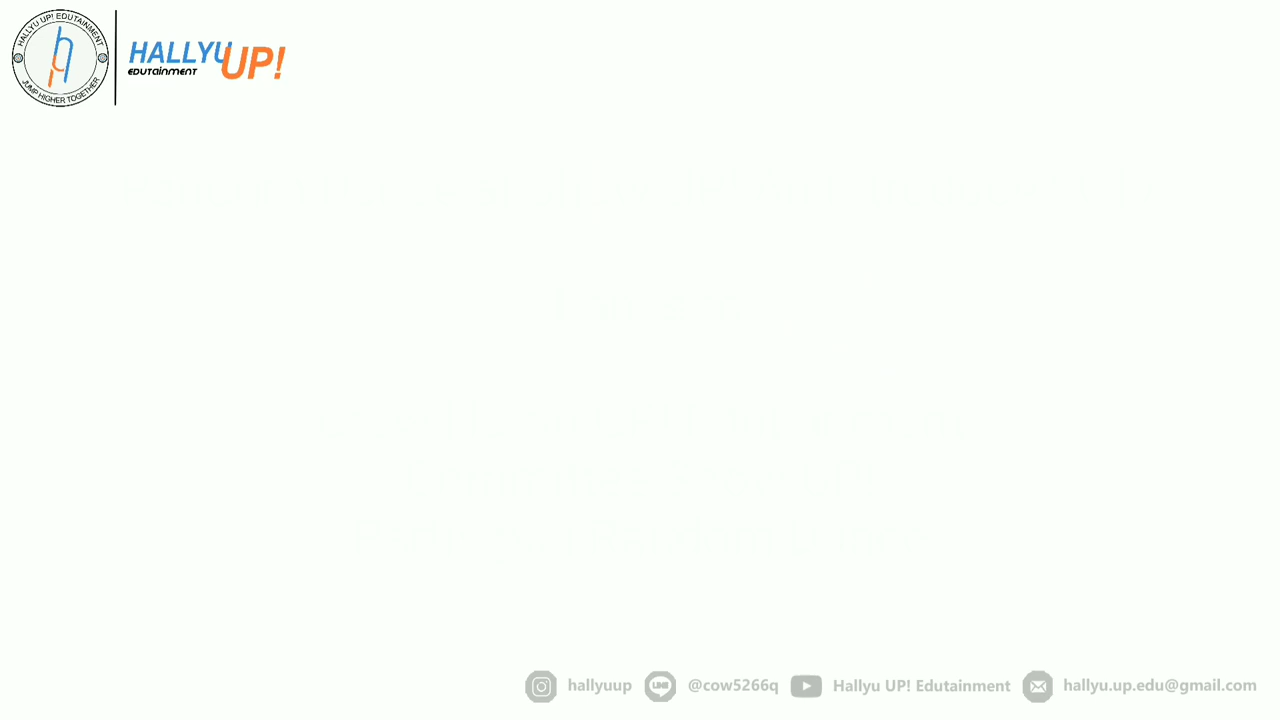 HALLYU UP! EDUTAINMENT
JUMP HIGHER TOGETHER
HALLYU UP!
EDUTAINMENT
hallyuup LINE @cow5266q Hallyu UP! Edutainment hallyu.up.edu@gmail.com